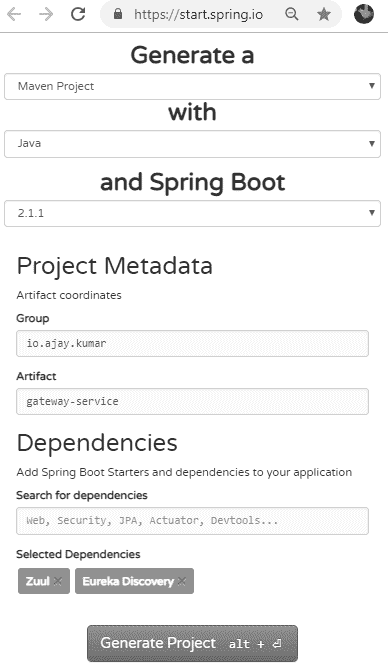 https://start.spring.io
Generate a
Maven Project
with
Java
and Spring Boot
2.1.1
Project Metadata
Artifact coordinates
Group
io.ajay.kumar
Artifact
gateway-service
Dependencies
Add Spring Boot Starters and dependencies to your application
Search for dependencies
Web, Security, JPA, Actuator, Devtools...
Selected Dependencies
Zuul × Eureka Discovery ×
Generate Project alt + ⏎